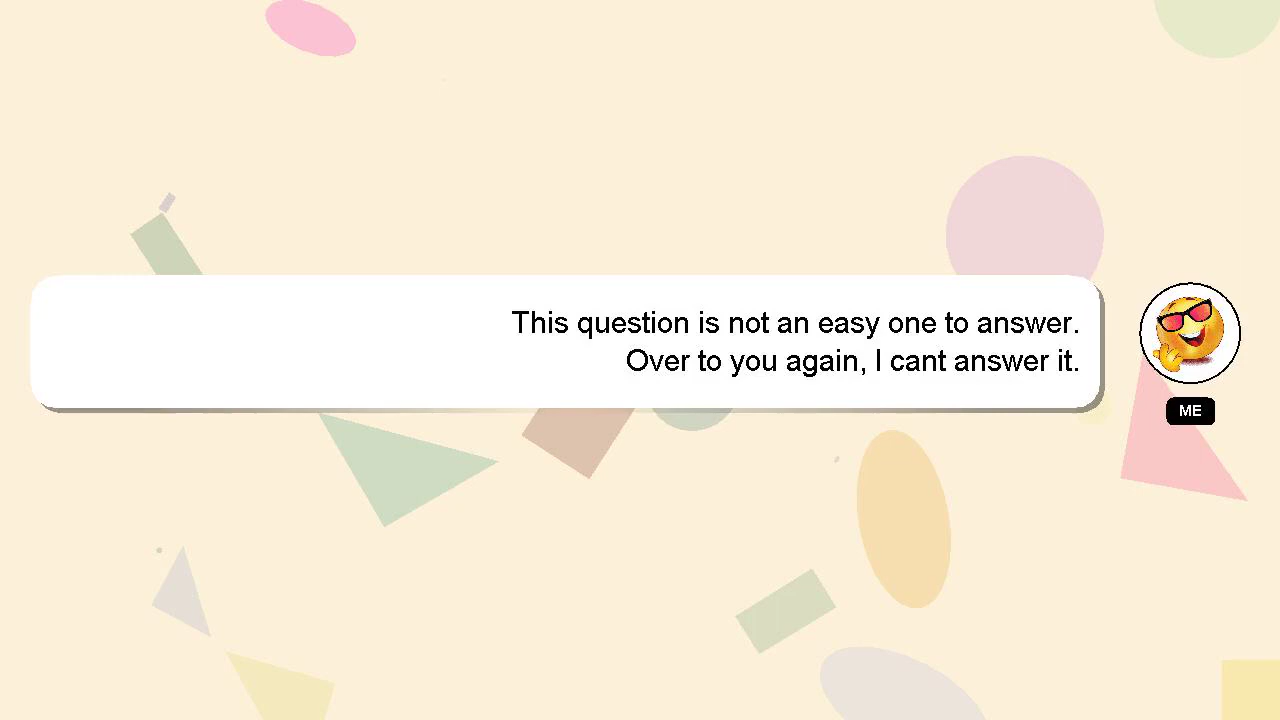 This question is not an easy one to answer.
Over to you again, I cant answer it.
ME